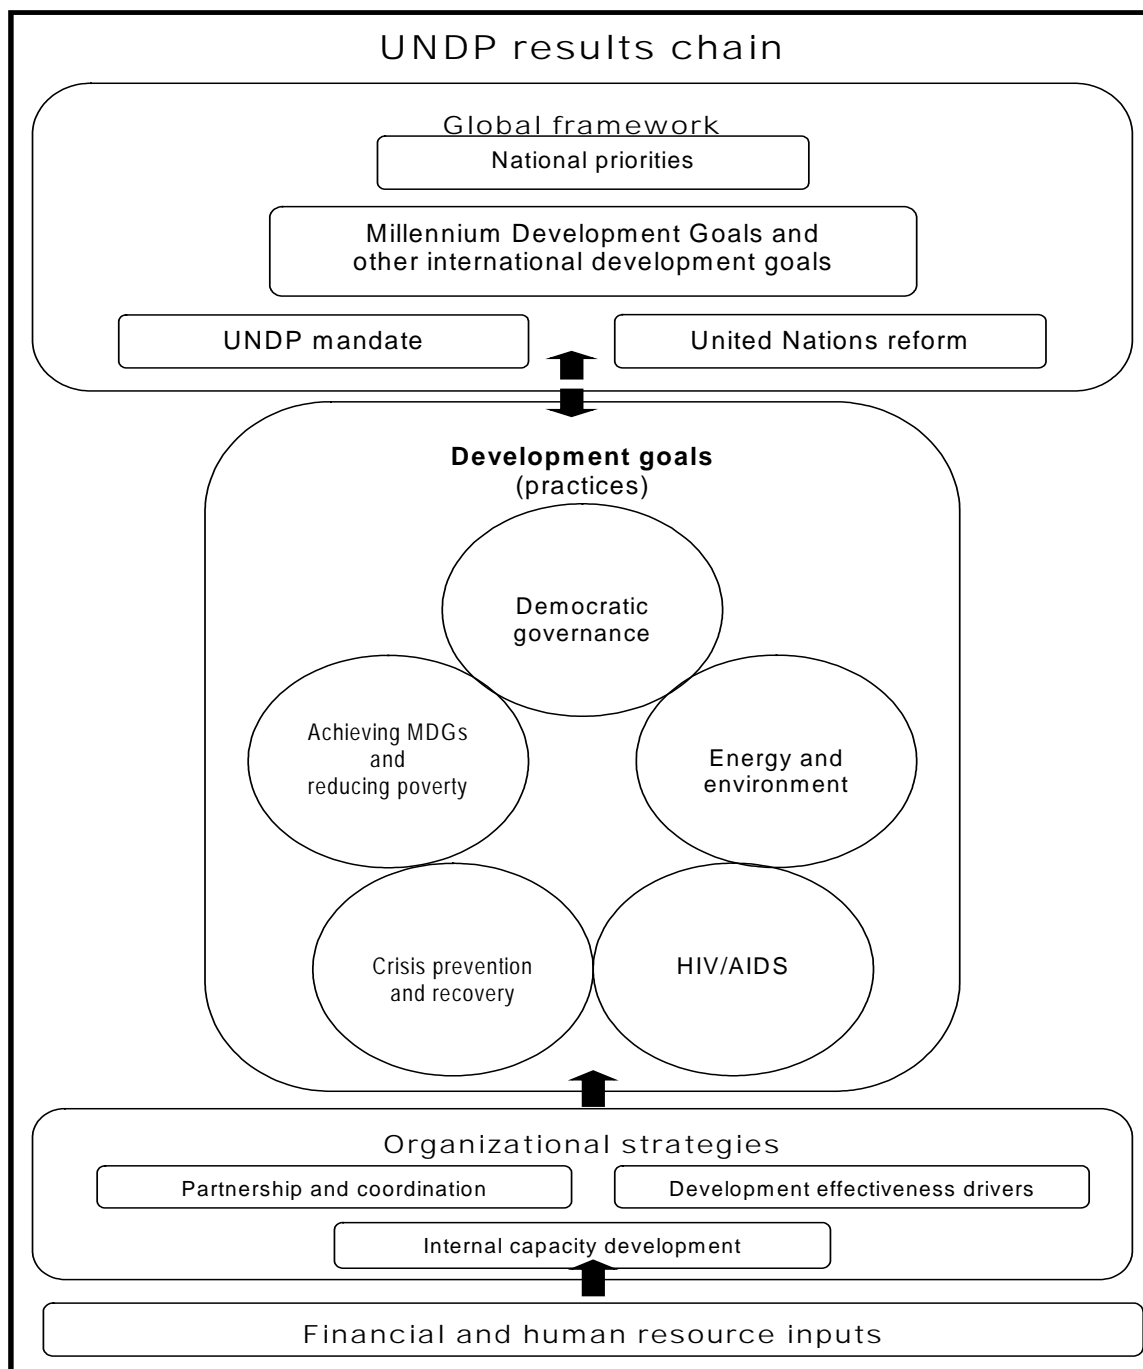 UNDP results chain
Global framework
National priorities
Millennium Development Goals and
other international development goals
UNDP mandate
United Nations reform
Development goals
(practices)
Democratic
governance
Achieving MDGs
and
reducing poverty
Energy and
environment
Crisis prevention
and recovery
HIV/AIDS
Organizational strategies
Partnership and coordination
Development effectiveness drivers
Internal capacity development
Financial and human resource inputs